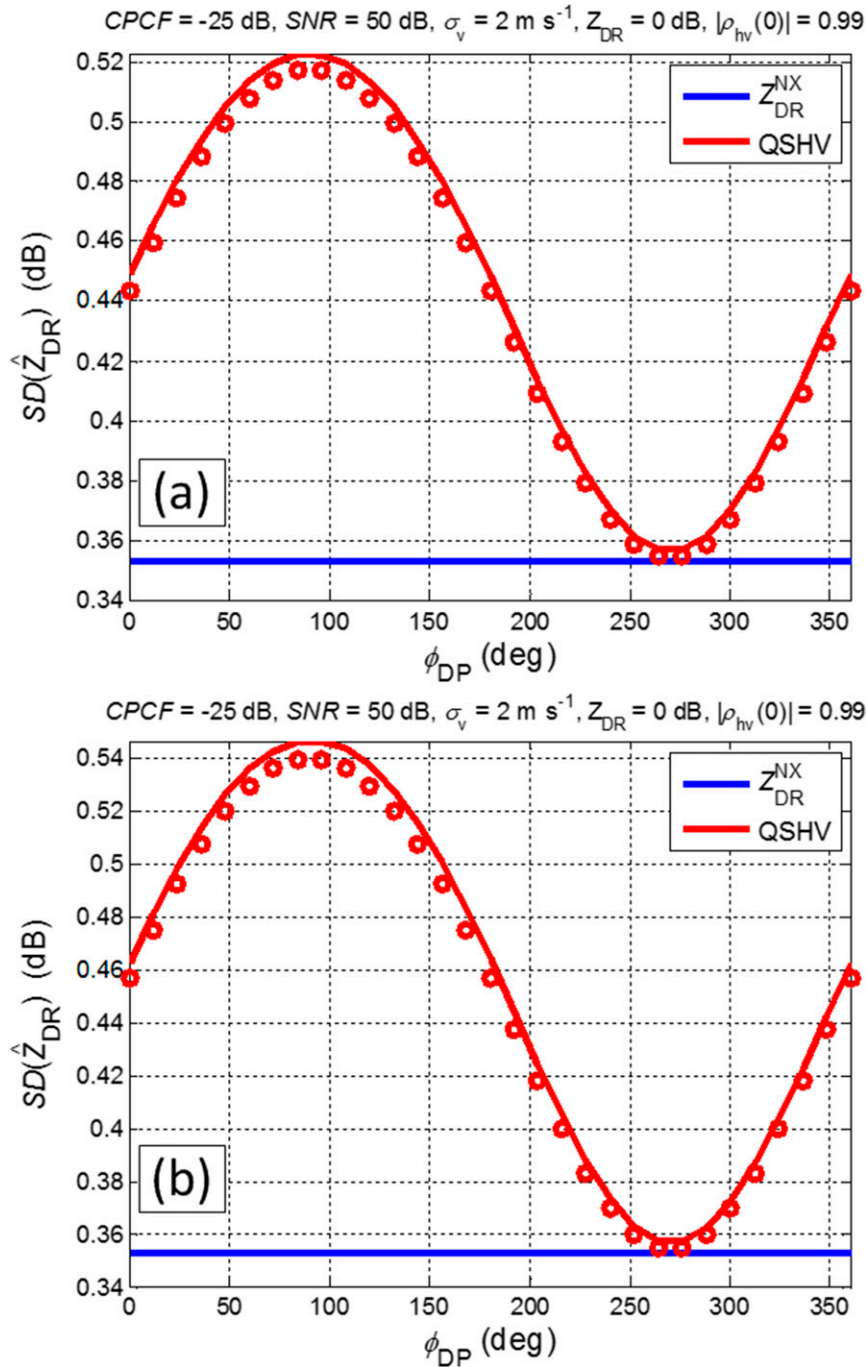 CPCF = -25 dB, SNR = 50 dB, σv = 2 m s-1, ZDR = 0 dB, |ρhv(0)| = 0.99
0.52
0.5
0.48
0.46
0.44
0.42
0.4
0.38
0.36
0.34
SD(ẐDR) (dB)
ZDRNX
QSHV
(a)
0 50 100 150 200 250 300 350
ϕDP (deg)
CPCF = -25 dB, SNR = 50 dB, σv = 2 m s-1, ZDR = 0 dB, |ρhv(0)| = 0.99
0.54
0.52
0.5
0.48
0.46
0.44
0.42
0.4
0.38
0.36
0.34
SD(ẐDR) (dB)
ZDRNX
QSHV
(b)
0 50 100 150 200 250 300 350
ϕDP (deg)